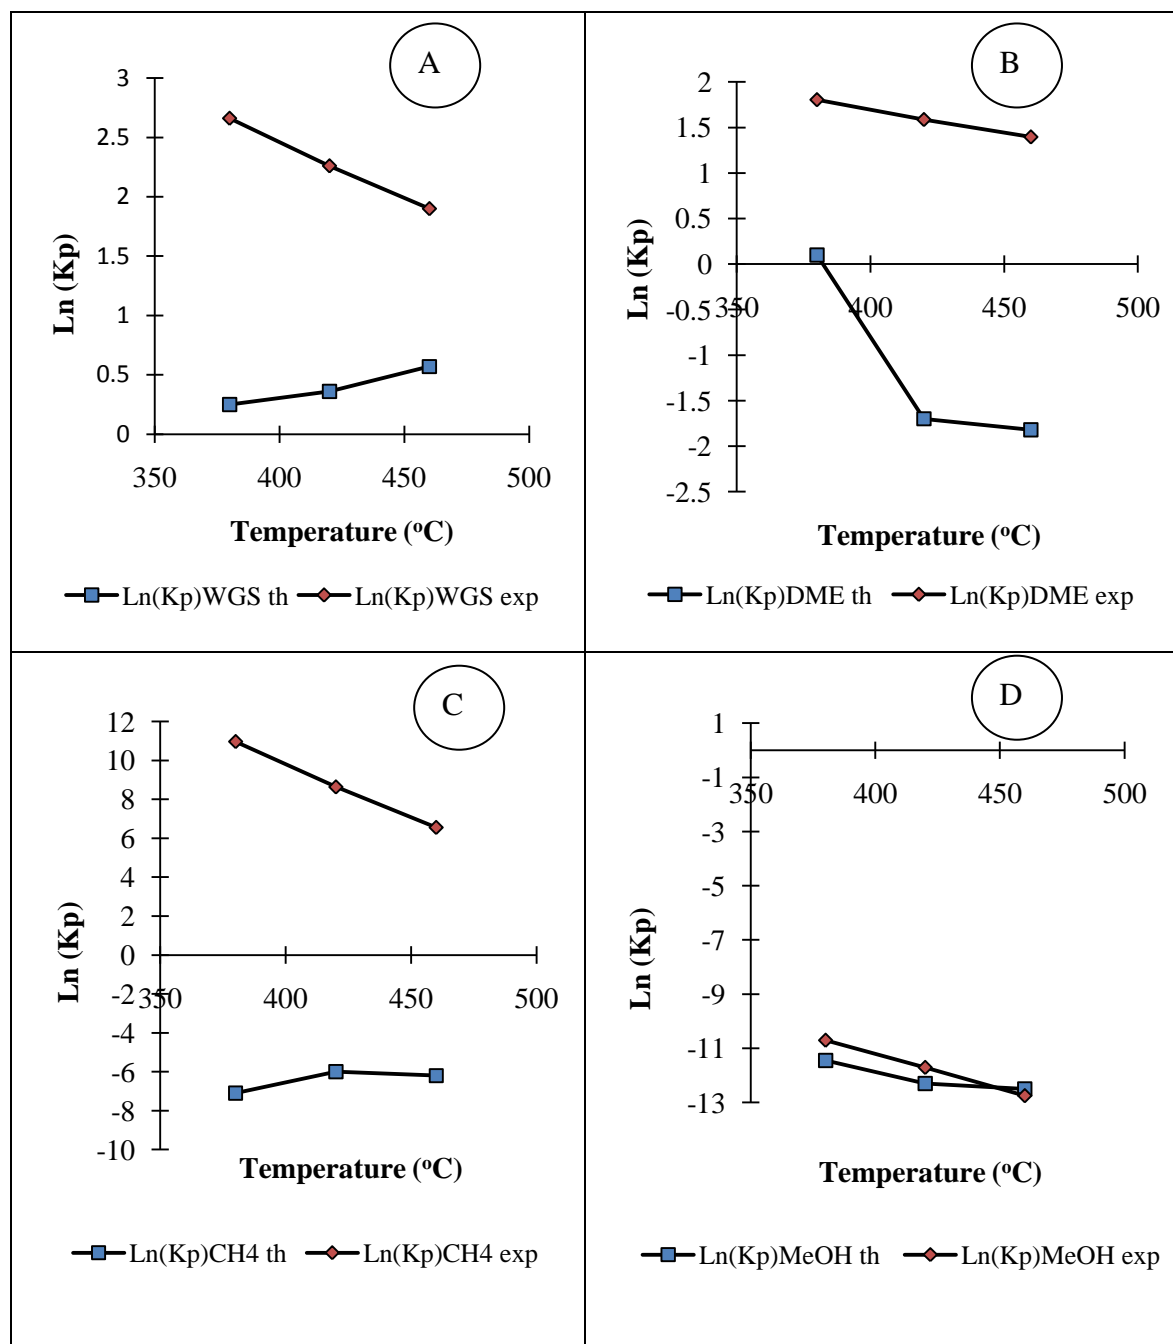 A
3
2.5
2
1.5
1
0.5
0
350 400 450 500
Ln (Kp)
Temperature (°C)
Ln(Kp)WGS th Ln(Kp)WGS exp
B
2
1.5
1
0.5
0
-0.5
-1
-1.5
-2
-2.5
350 400 450 500
Ln (Kp)
Temperature (°C)
Ln(Kp)DME th Ln(Kp)DME exp
C
12
10
8
6
4
2
0
-2
-4
-6
-8
-10
350 400 450 500
Ln (Kp)
Temperature (°C)
Ln(Kp)CH4 th Ln(Kp)CH4 exp
D
1
-1
-3
-5
-7
-9
-11
-13
350 400 450 500
Ln (Kp)
Temperature (°C)
Ln(Kp)MeOH th Ln(Kp)MeOH exp